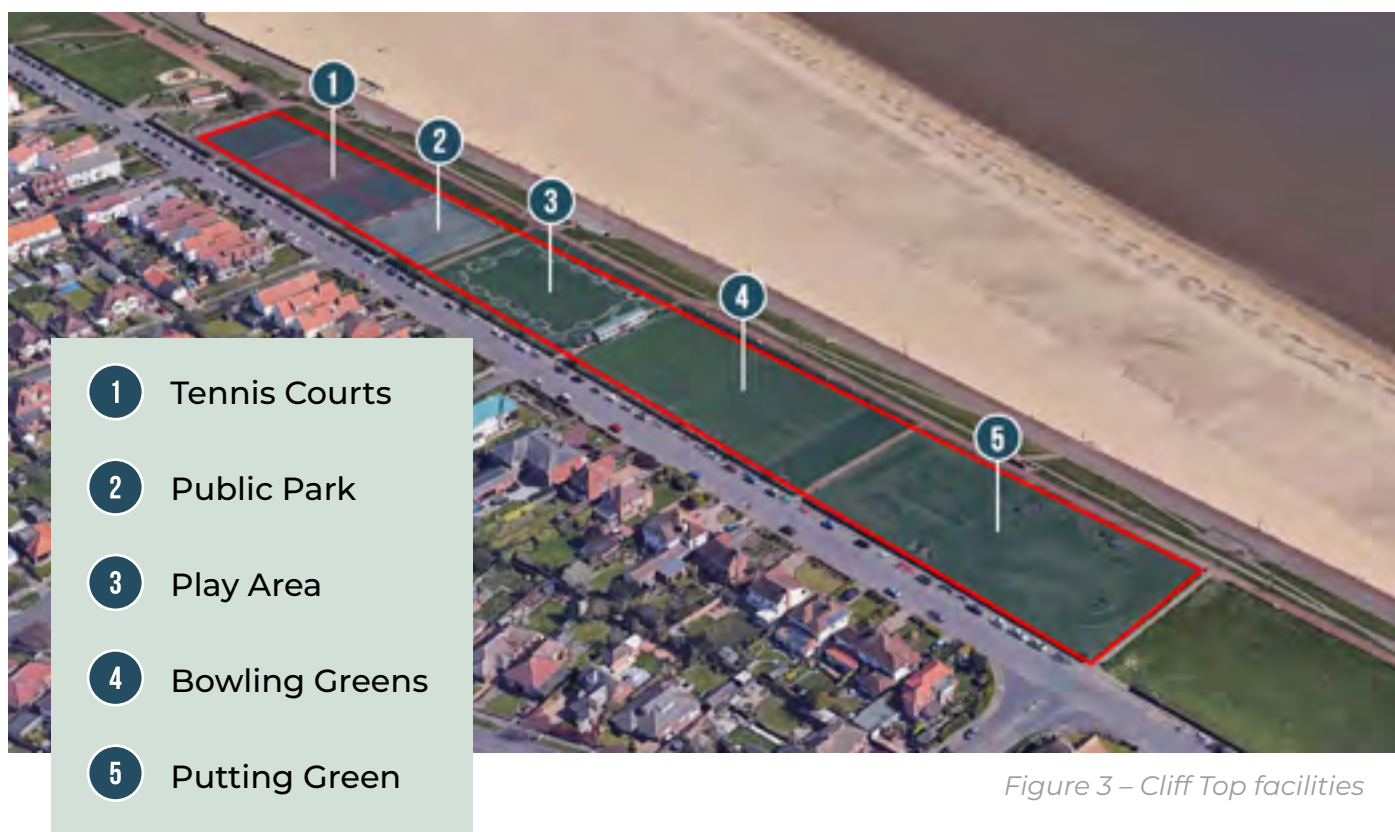 1
2
3
4
5
1 Tennis Courts
2 Public Park
3 Play Area
4 Bowling Greens
5 Putting Green
Figure 3 – Cliff Top facilities